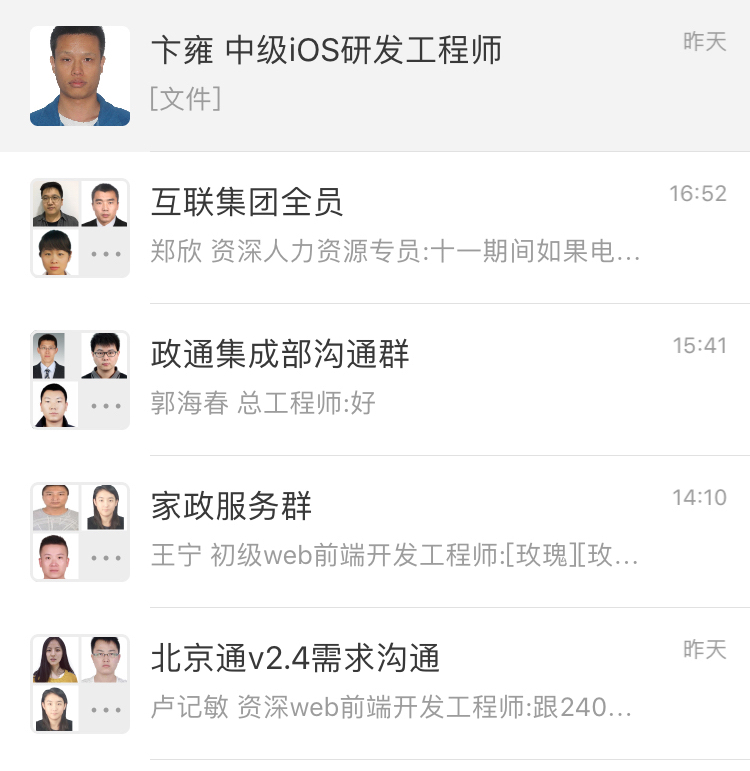 卞雍 中级iOS研发工程师
昨天
[文件]
互联集团全员
16:52
郑欣 资深人力资源专员:十一期间如果电...
政通集成部沟通群
15:41
郭海春 总工程师:好
家政服务群
14:10
王宁 初级web前端开发工程师:[玫瑰][玫...
北京通v2.4需求沟通
昨天
卢记敏 资深web前端开发工程师:跟240...